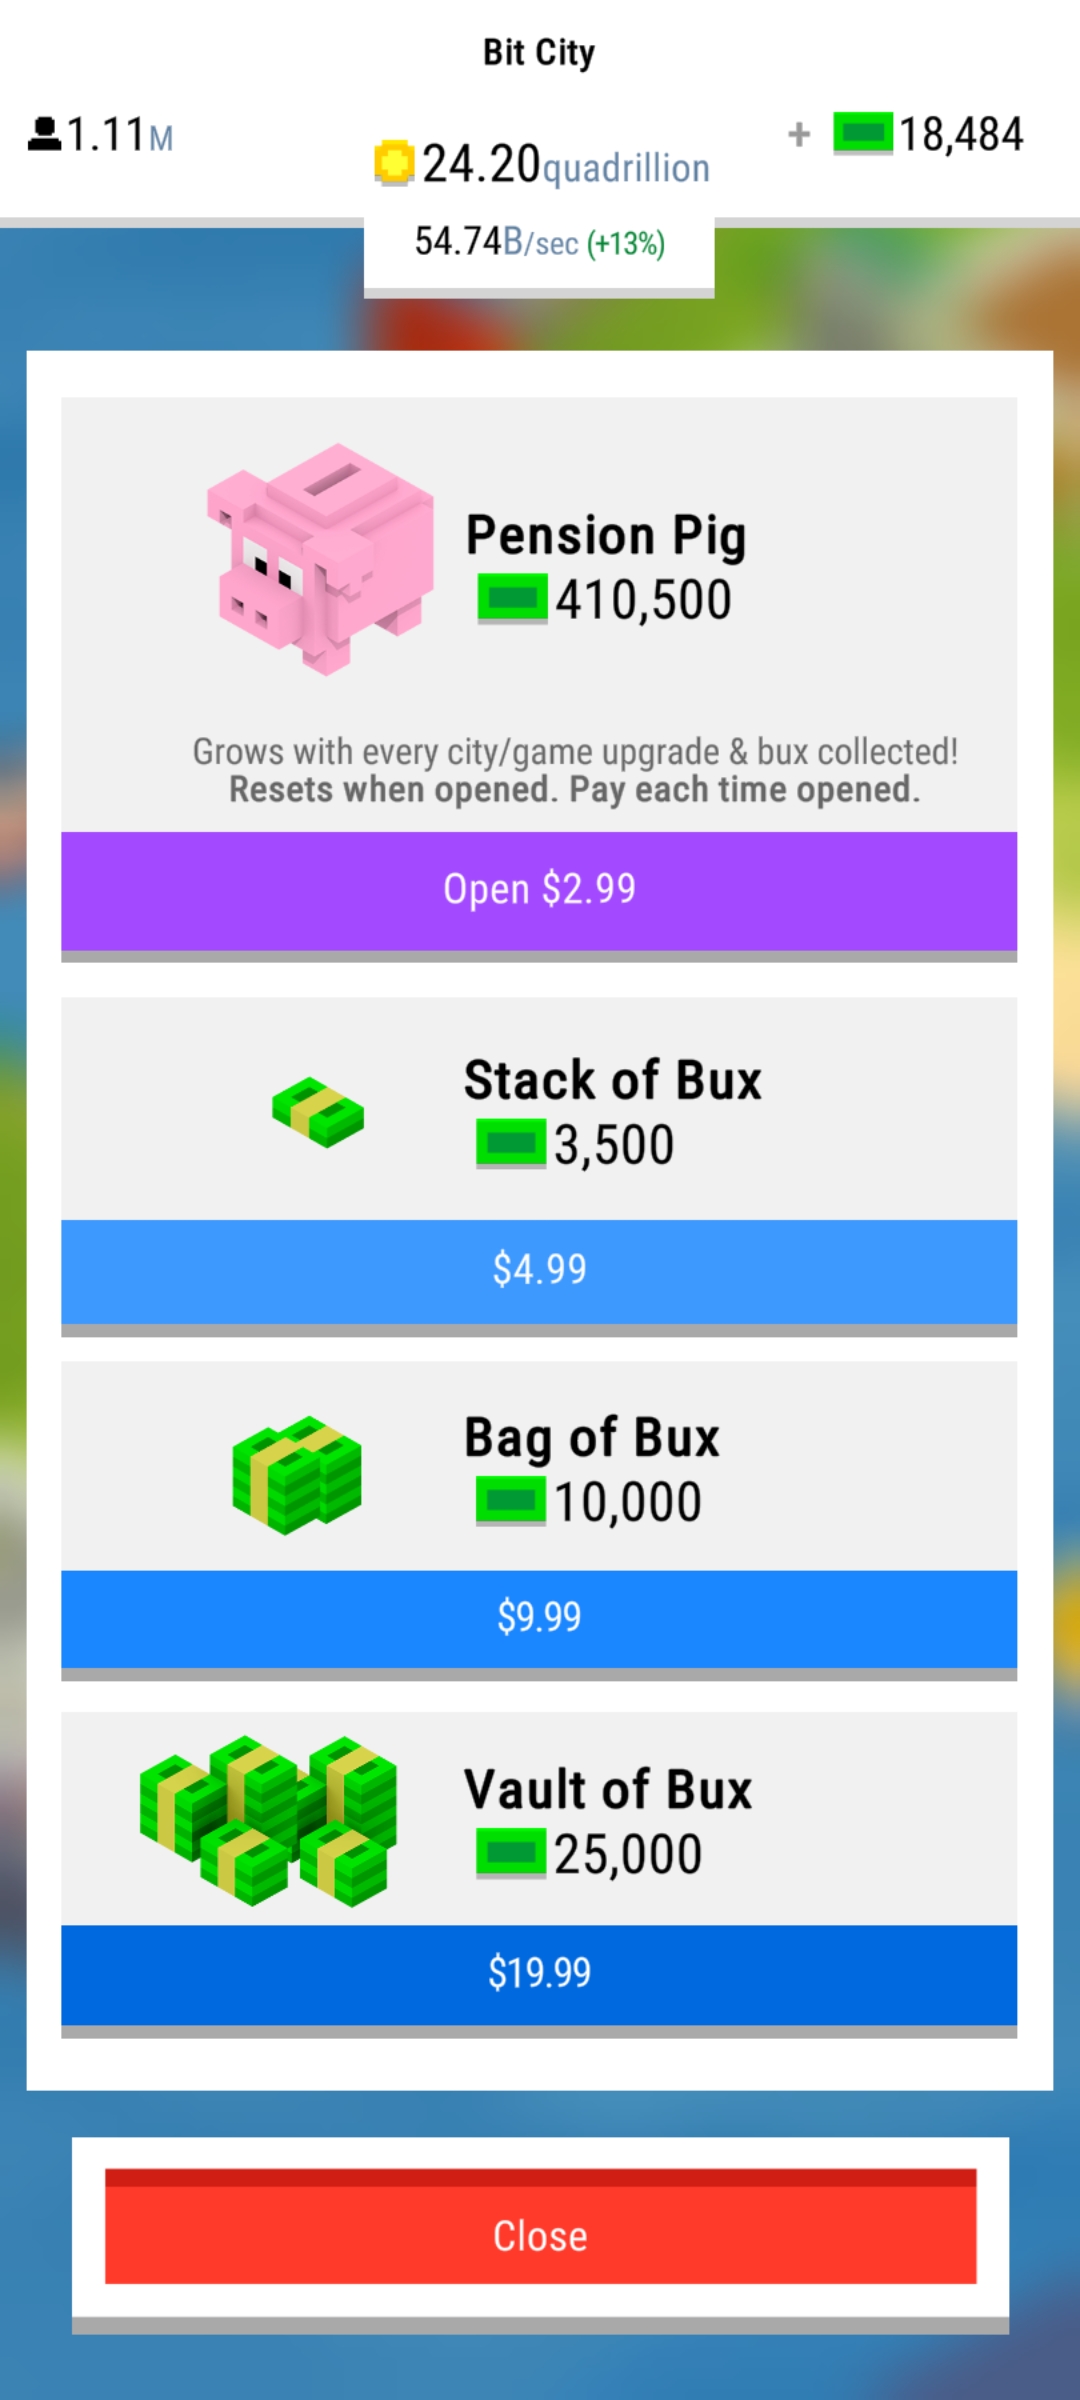 Bit City
1.11M
24.20quadrillion
+ 18,484
54.74B/sec (+13%)
Pension Pig
410,500
Grows with every city/game upgrade & bux collected!
Resets when opened. Pay each time opened.
Open $2.99
Stack of Bux
3,500
$4.99
Bag of Bux
10,000
$9.99
Vault of Bux
25,000
$19.99
Close